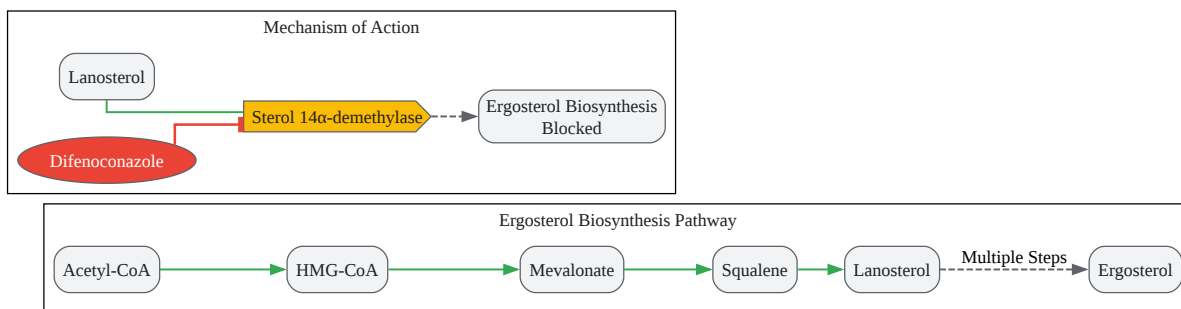 Mechanism of Action
Lanosterol
Sterol 14α-demethylase
Ergosterol Biosynthesis
Blocked
Difenoconazole
Ergosterol Biosynthesis Pathway
Acetyl-CoA
HMG-CoA
Mevalonate
Squalene
Lanosterol
Multiple Steps
Ergosterol